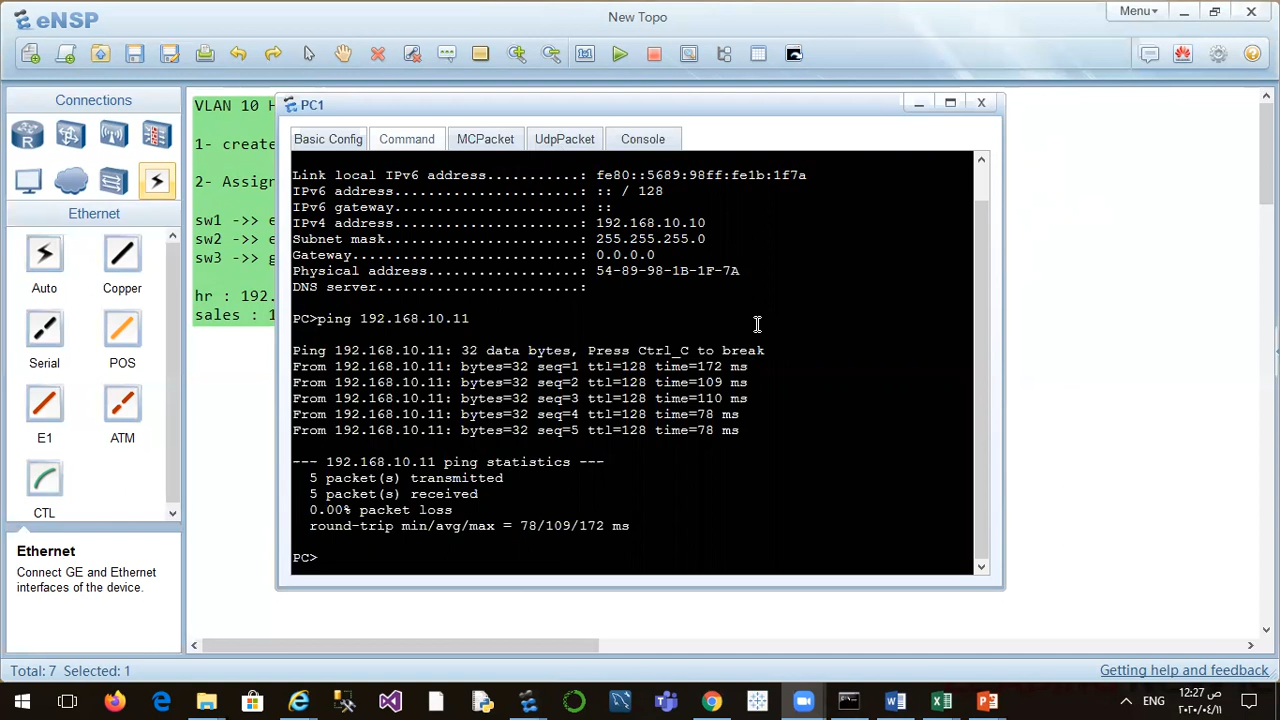 eNSP
New Topo
Menu
Connections
VLAN 10 H
1- create
2- Assign
sw1 ->> e
sw2 ->> e
sw3 ->> g
hr : 192.
sales : 1
Ethernet
Auto
Copper
Serial
POS
E1
ATM
CTL
Ethernet
Connect GE and Ethernet
interfaces of the device.
PC1
Basic Config
Command
MCPacket
UdpPacket
Console
Link local IPv6 address...........: fe80::5689:98ff:fe1b:1f7a
IPv6 address......................: :: / 128
IPv6 gateway......................: ::
IPv4 address......................: 192.168.10.10
Subnet mask.......................: 255.255.255.0
Gateway...........................: 0.0.0.0
Physical address..................: 54-89-98-1B-1F-7A
DNS server........................:
PC>ping 192.168.10.11
Ping 192.168.10.11: 32 data bytes, Press Ctrl_C to break
From 192.168.10.11: bytes=32 seq=1 ttl=128 time=172 ms
From 192.168.10.11: bytes=32 seq=2 ttl=128 time=109 ms
From 192.168.10.11: bytes=32 seq=3 ttl=128 time=110 ms
From 192.168.10.11: bytes=32 seq=4 ttl=128 time=78 ms
From 192.168.10.11: bytes=32 seq=5 ttl=128 time=78 ms
--- 192.168.10.11 ping statistics ---
5 packet(s) transmitted
5 packet(s) received
0.00% packet loss
round-trip min/avg/max = 78/109/172 ms
PC>
Total: 7 Selected: 1
Getting help and feedback
ENG
12:27 ص
٢٠٢٠/٠٤/١١